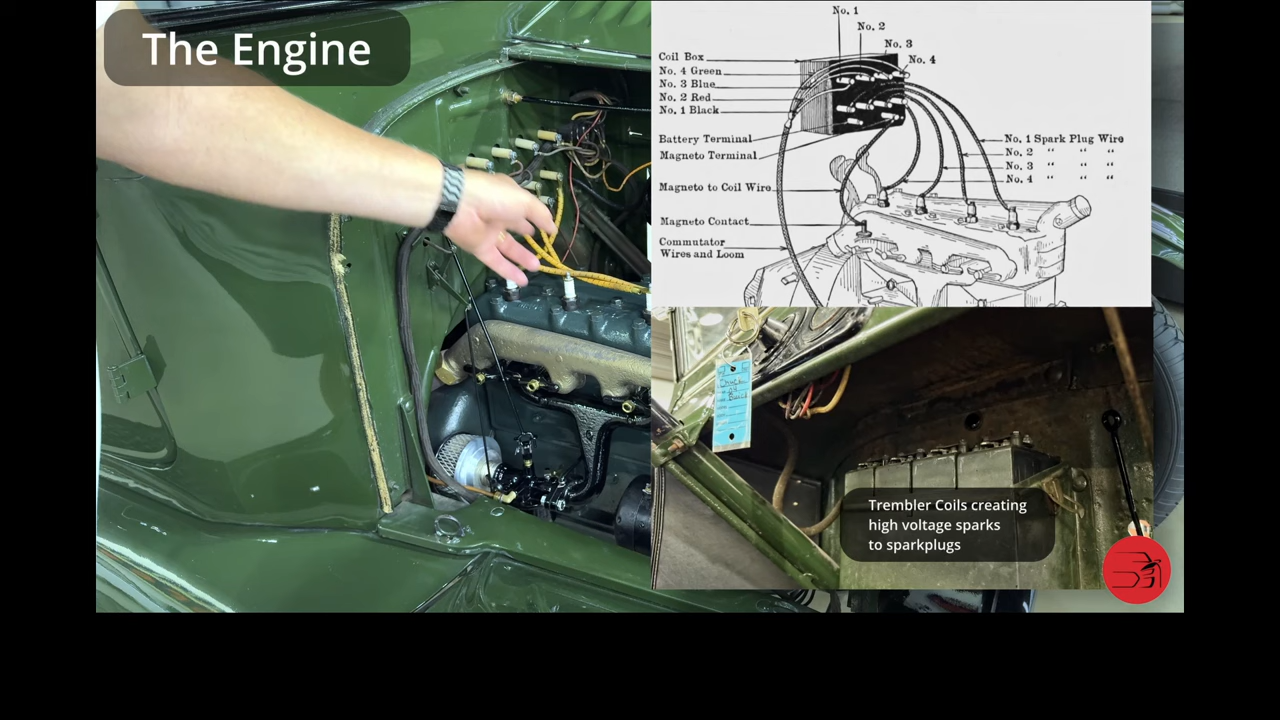 The Engine
No. 1
No. 2
No. 3
No. 4
Coil Box
No. 4 Green
No. 3 Blue
No. 2 Red
No. 1 Black
Battery Terminal
Magneto Terminal
Magneto to Coil Wire
Magneto Contact
Commutator
Wires and Loom
No. 1 Spark Plug Wire
No. 2 “ “ “
No. 3 “ “ “
No. 4 “ “ “
Truck
Trembler Coils creating
high voltage sparks
to sparkplugs